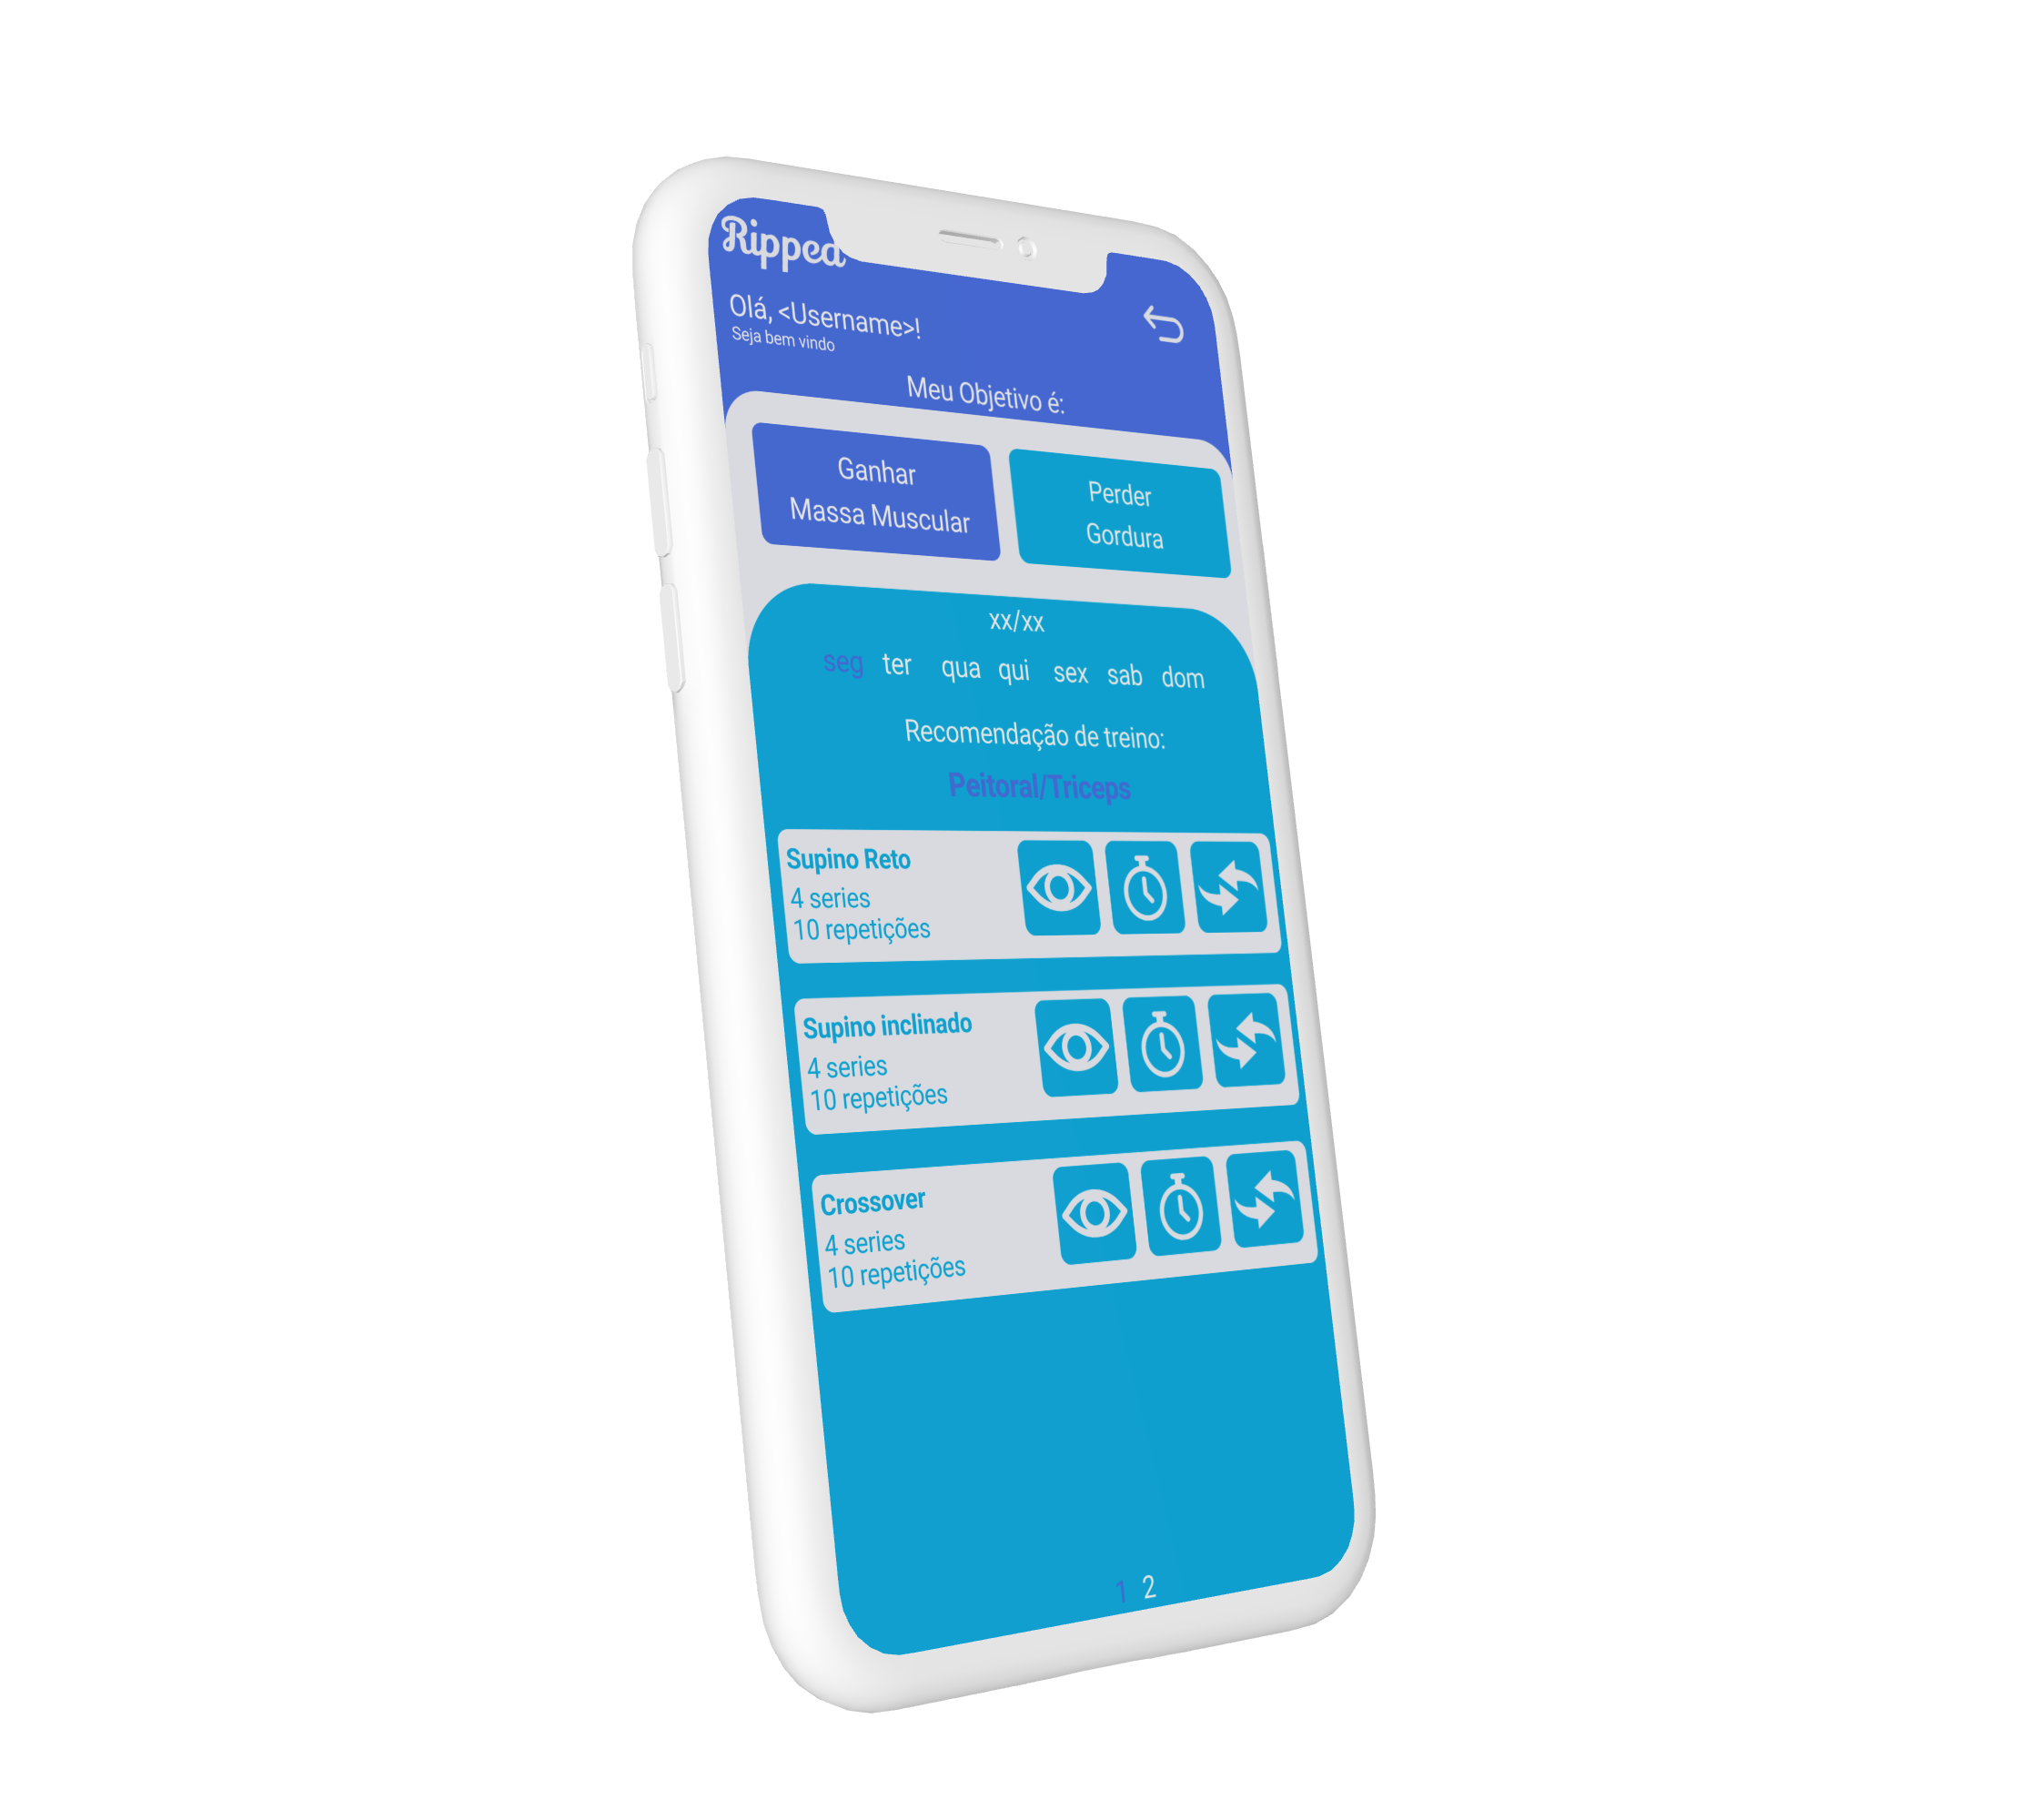 Ripped
Olá, <Username>!
Seja bem vindo
Meu Objetivo é:
Ganhar
Massa Muscular
Perder
Gordura
xx/xx
seg ter qua qui sex sab dom
Recomendação de treino:
Peitoral/Triceps
Supino Reto
4 series
10 repetições
Supino inclinado
4 series
10 repetições
Crossover
4 series
10 repetições
1 2